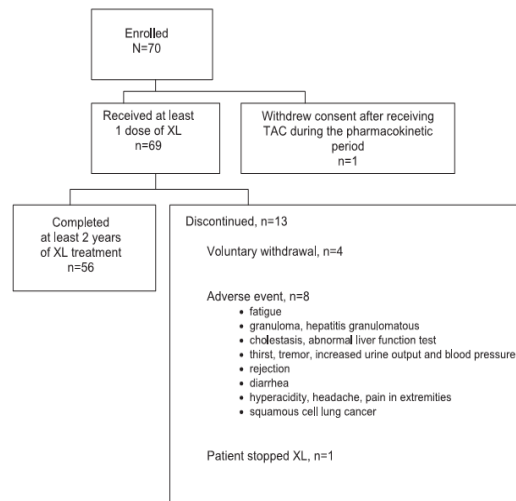 Enrolled
N=70
Received at least
1 dose of XL
n=69
Withdrew consent after receiving
TAC during the pharmacokinetic
period
n=1
Completed
at least 2 years
of XL treatment
n=56
Discontinued, n=13
Voluntary withdrawal, n=4
Adverse event, n=8
• fatigue
• granuloma, hepatitis granulomatous
• cholestasis, abnormal liver function test
• thirst, tremor, increased urine output and blood pressure
• rejection
• diarrhea
• hyperacidity, headache, pain in extremities
• squamous cell lung cancer
Patient stopped XL, n=1